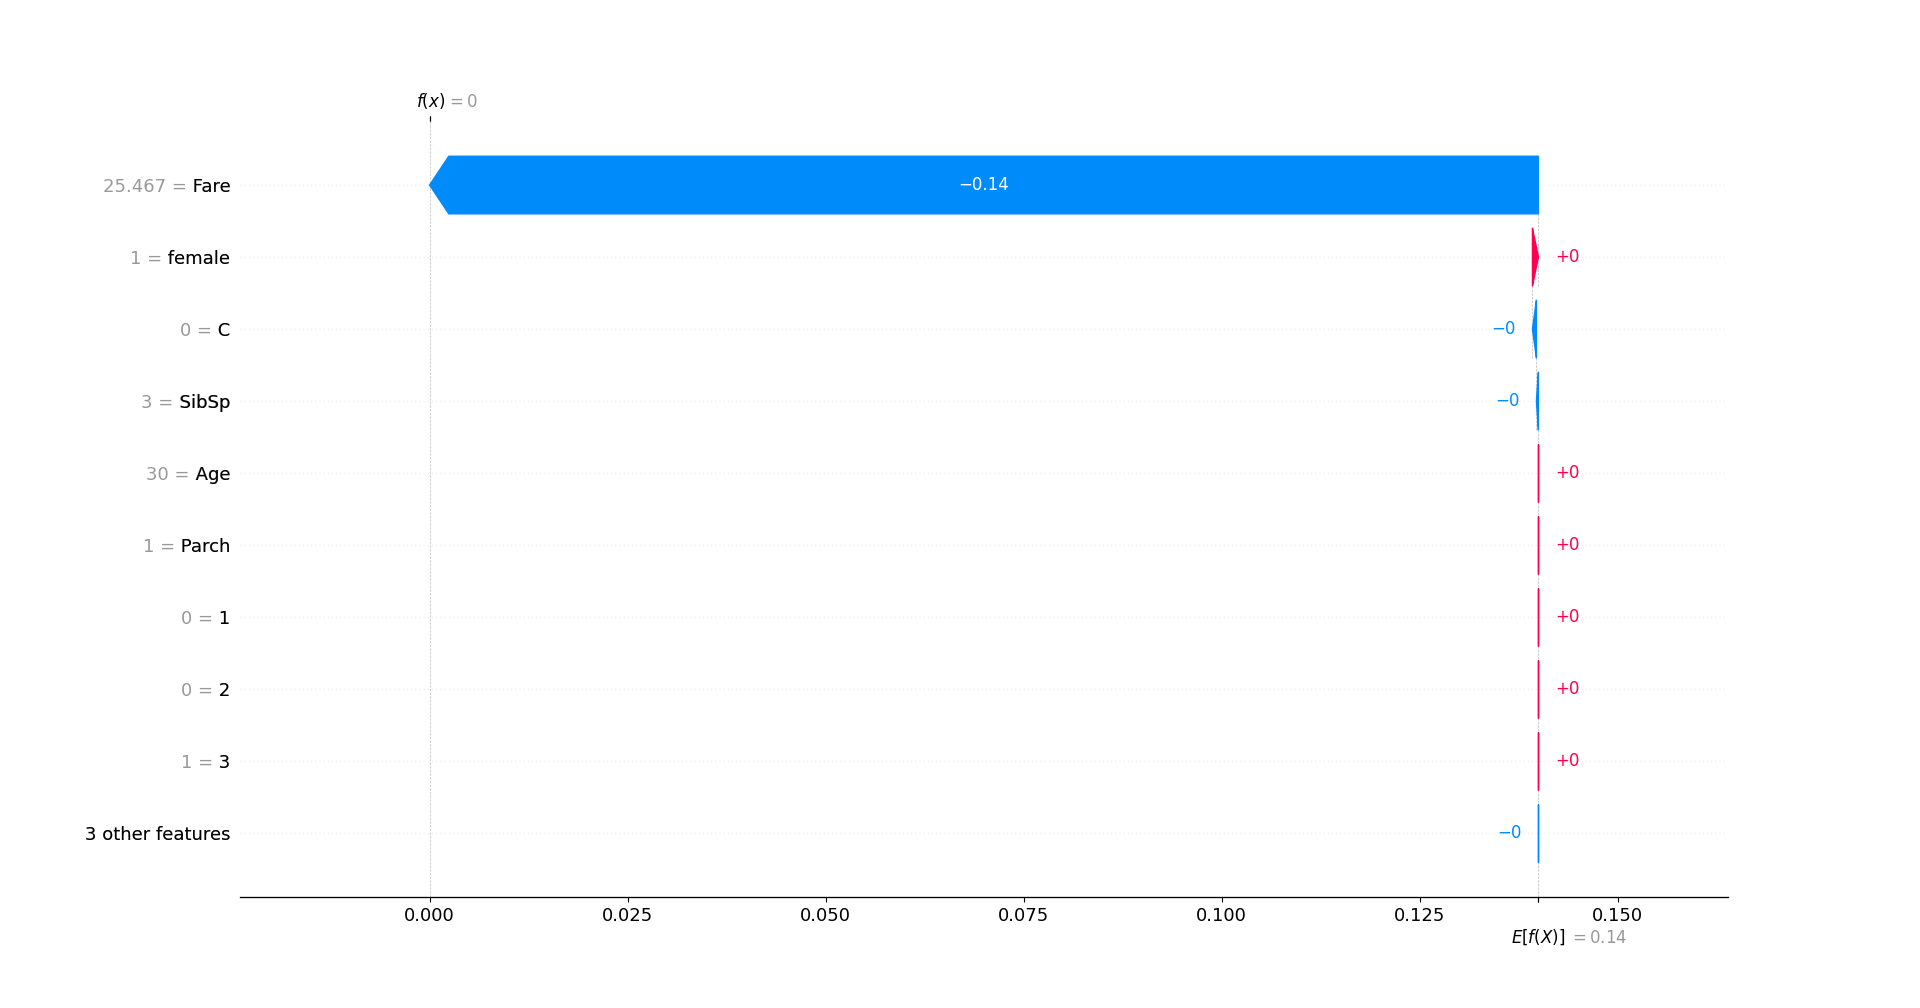 f(x) = 0
25.467 = Fare
−0.14
1 = female
+0
0 = C
−0
3 = SibSp
−0
30 = Age
+0
1 = Parch
+0
0 = 1
+0
0 = 2
+0
1 = 3
+0
3 other features
−0
0.000 0.025 0.050 0.075 0.100 0.125 0.150
E[f(X)] = 0.14